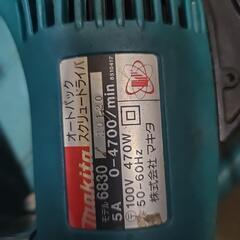 オートパック
スクリュードライバ
makita
モデル 6830
5A 0-4700/min
100V 470W
50-60Hz
株式会社 マキタ
8510417